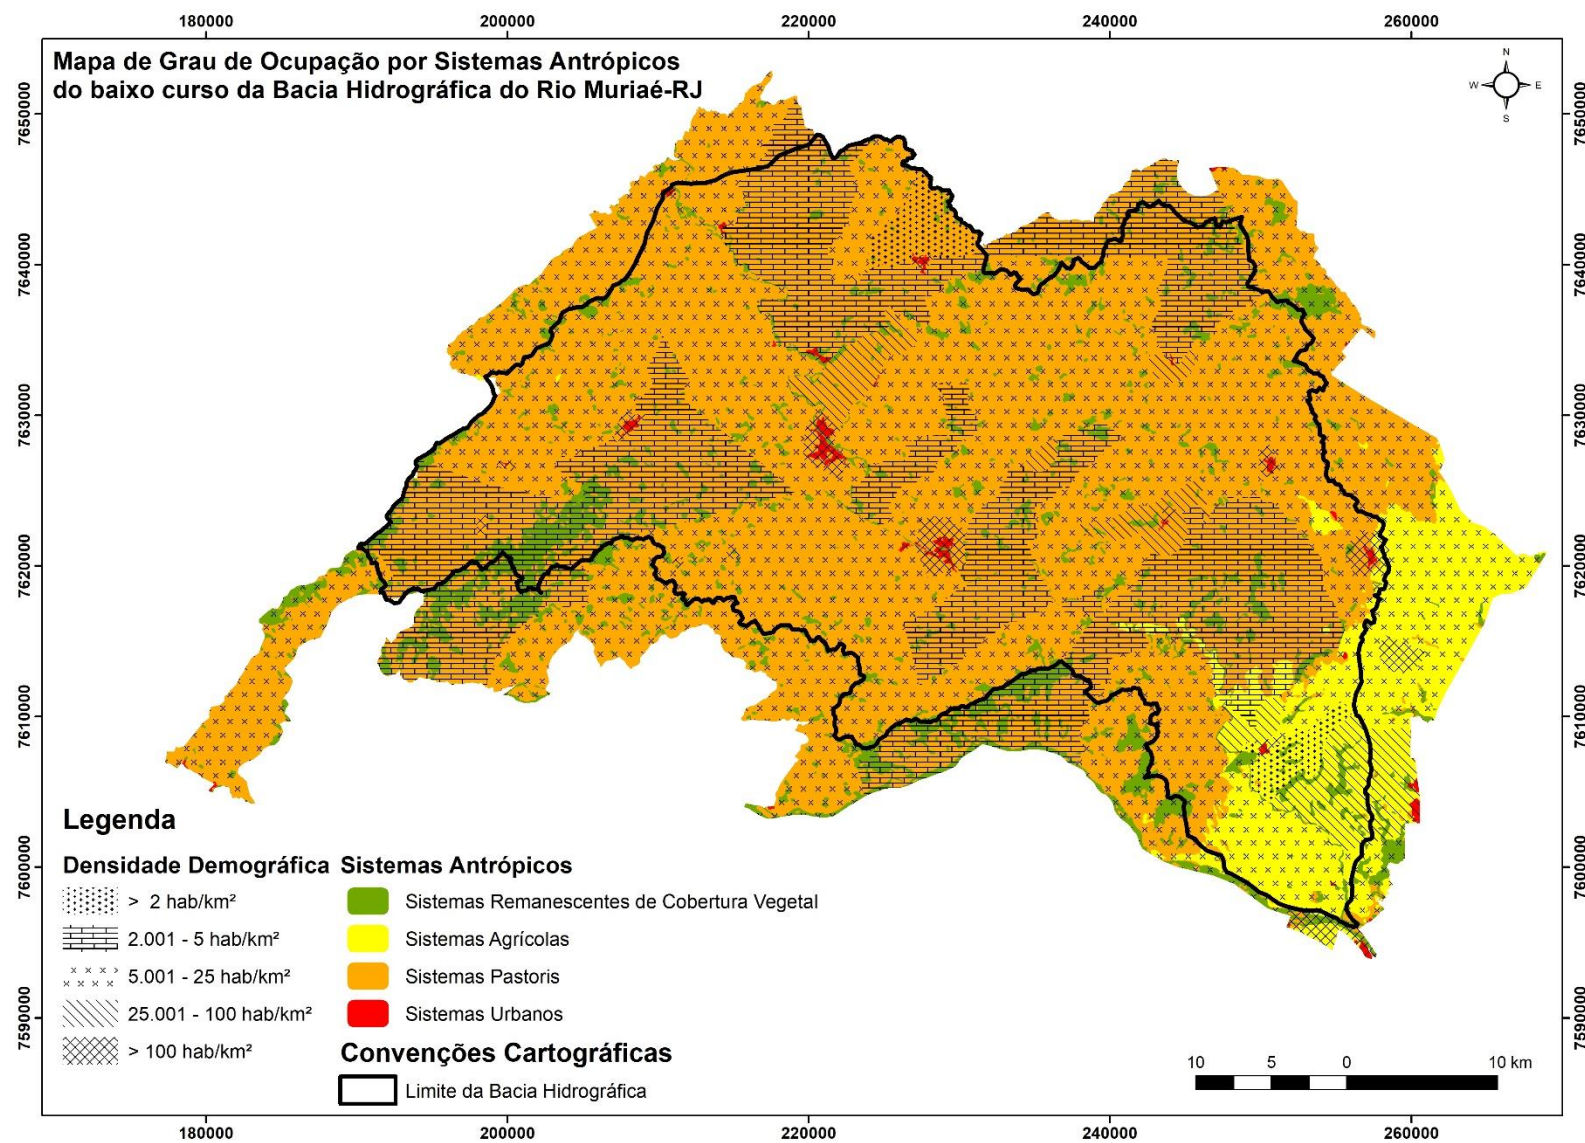 180000 200000 220000 240000 260000
Mapa de Grau de Ocupação por Sistemas Antrópicos
do baixo curso da Bacia Hidrográfica do Rio Muriaé-RJ
N
W E
S
7650000 7650000
7640000 7640000
7630000 7630000
7620000 7620000
7610000 7610000
7600000 7600000
7590000 7590000
Legenda
Densidade Demográfica
> 2 hab/km²
2.001 - 5 hab/km²
5.001 - 25 hab/km²
25.001 - 100 hab/km²
> 100 hab/km²
Sistemas Antrópicos
Sistemas Remanescentes de Cobertura Vegetal
Sistemas Agrícolas
Sistemas Pastoris
Sistemas Urbanos
Convenções Cartográficas
Limite da Bacia Hidrográfica
10 5 0 10 km
180000 200000 220000 240000 260000